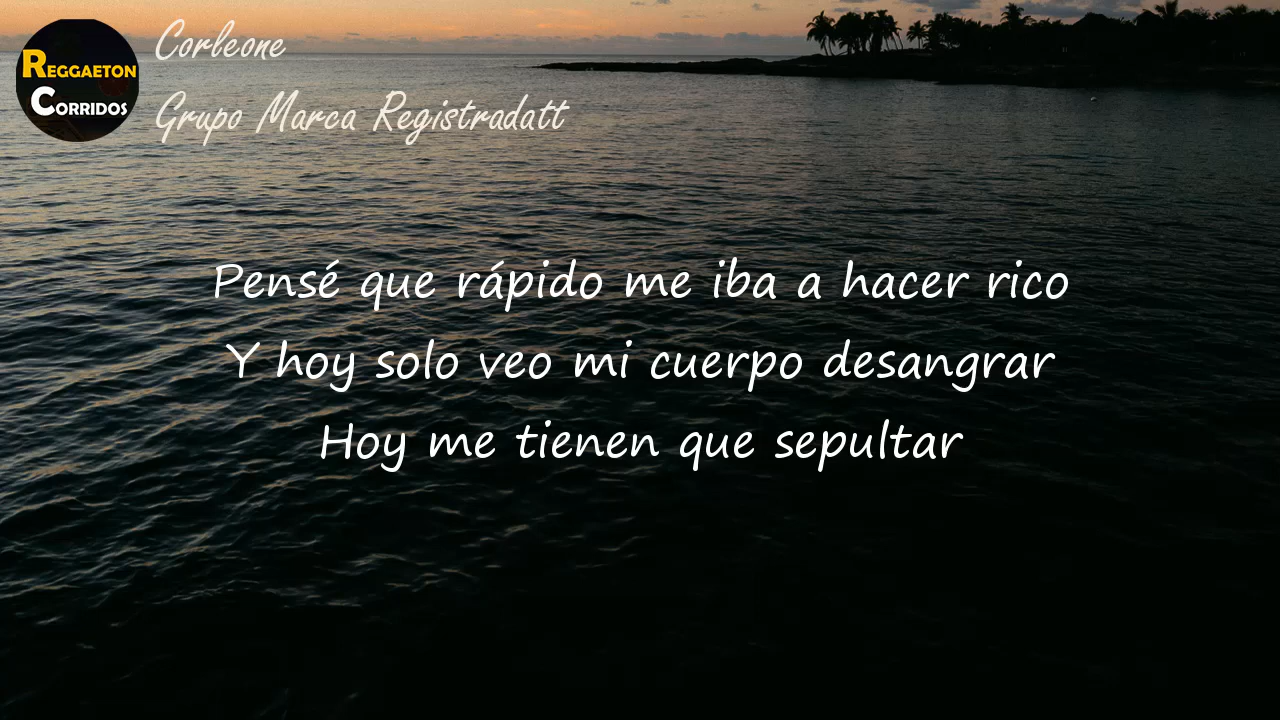 Corleone
REGGAETON
CORRIDOS
Grupo Marca Registradatt
Pensé que rápido me iba a hacer rico
Y hoy solo veo mi cuerpo desangrar
Hoy me tienen que sepultar